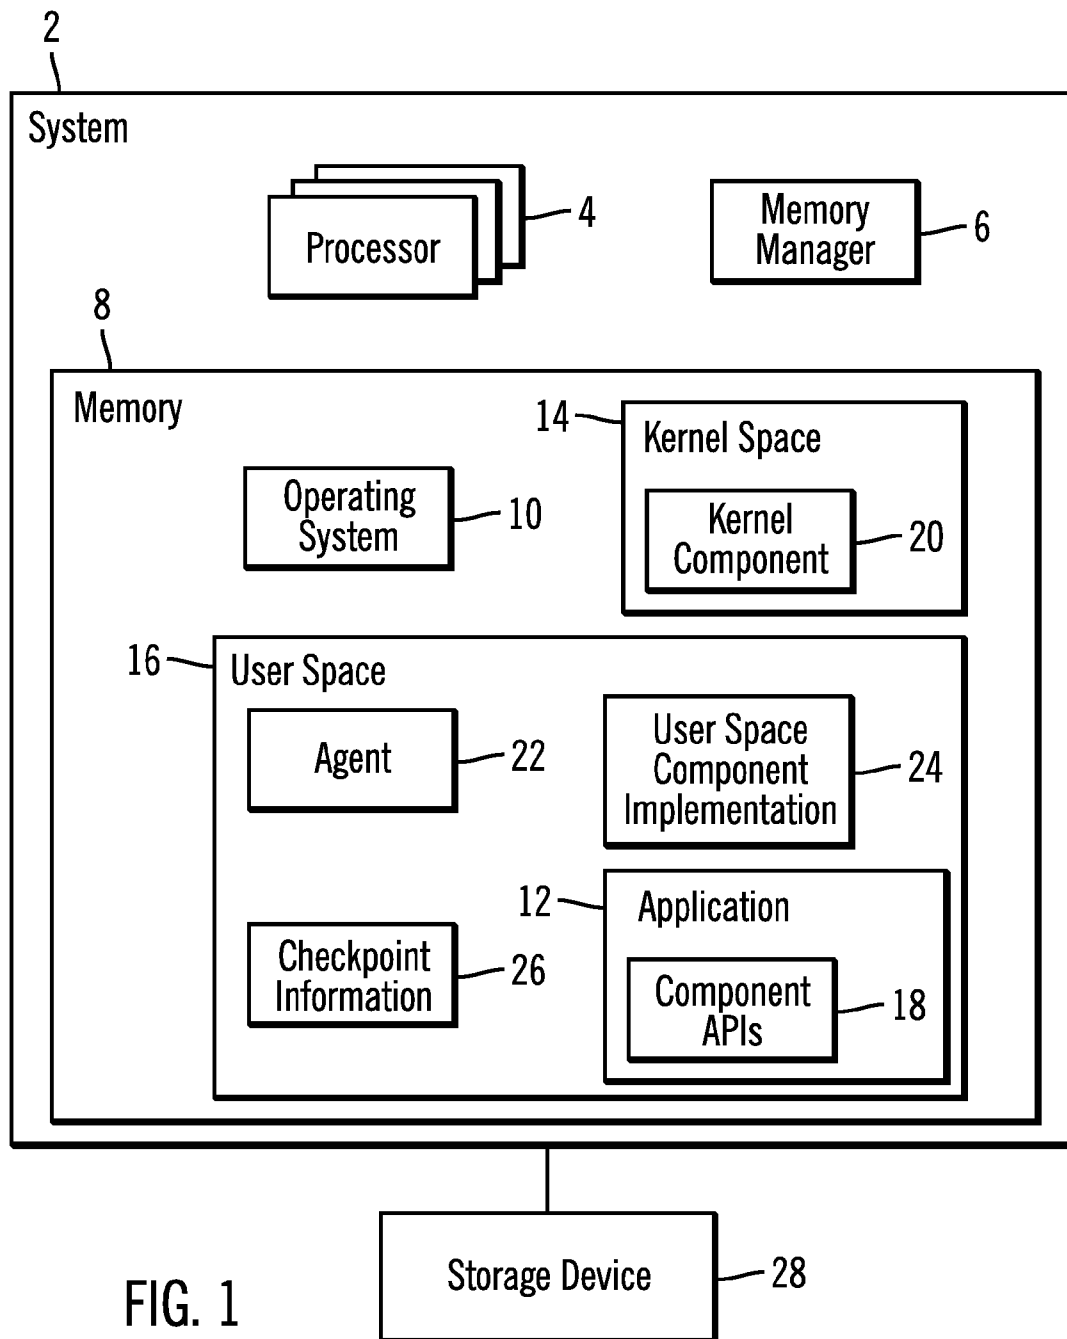 2
System
Processor
4
Memory
Manager
6
8
Memory
Operating
System
10
14
Kernel Space
Kernel
Component
20
16
User Space
Agent
22
User Space
Component
Implementation
24
Checkpoint
Information
26
12
Application
Component
APIs
18
Storage Device
28
FIG. 1